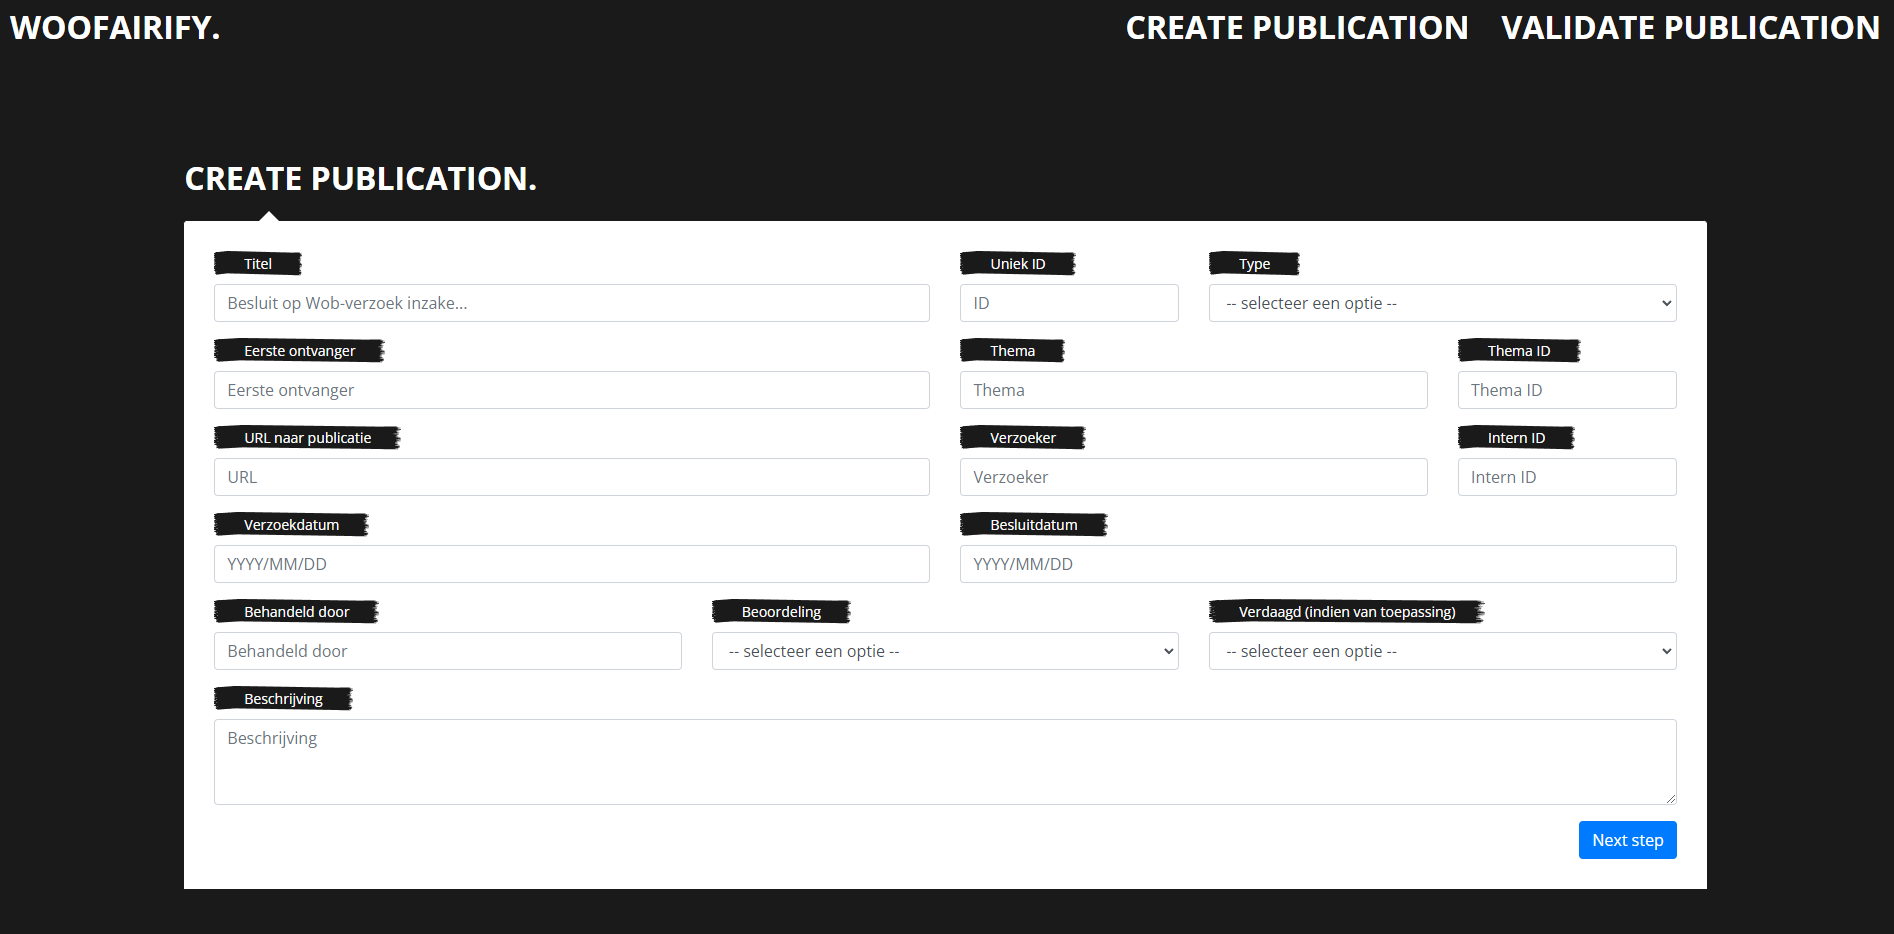 WOOFAIRIFY.
CREATE PUBLICATION VALIDATE PUBLICATION
CREATE PUBLICATION.
Titel Uniek ID Type
Besluit op Wob-verzoek inzake... ID -- selecteer een optie --
Eerste ontvanger Thema Thema ID
Eerste ontvanger Thema Thema ID
URL naar publicatie Verzoeker Intern ID
URL Verzoeker Intern ID
Verzoekdatum Besluitdatum
YYYY/MM/DD YYYY/MM/DD
Behandeld door Beoordeling Verdaagd (indien van toepassing)
Behandeld door -- selecteer een optie -- -- selecteer een optie --
Beschrijving
Beschrijving
Next step